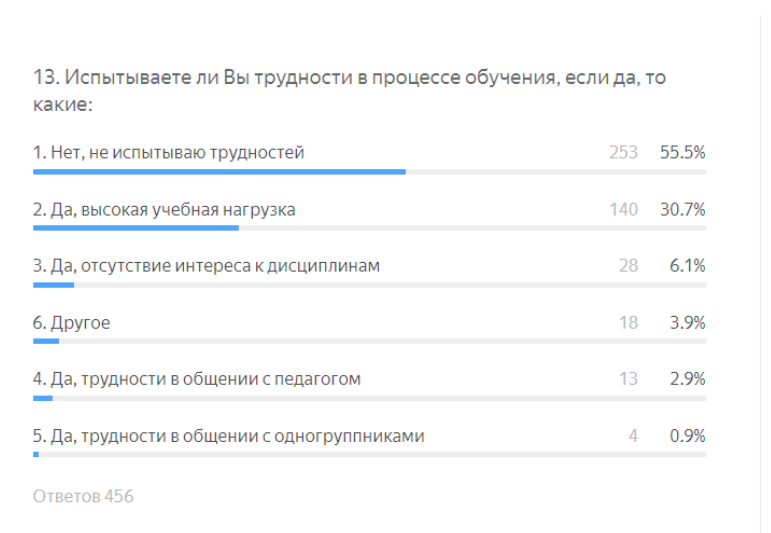 13. Испытываете ли Вы трудности в процессе обучения, если да, то
какие:
1. Нет, не испытываю трудностей 253 55.5%
2. Да, высокая учебная нагрузка 140 30.7%
3. Да, отсутствие интереса к дисциплинам 28 6.1%
6. Другое 18 3.9%
4. Да, трудности в общении с педагогом 13 2.9%
5. Да, трудности в общении с одногруппниками 4 0.9%
Ответов 456